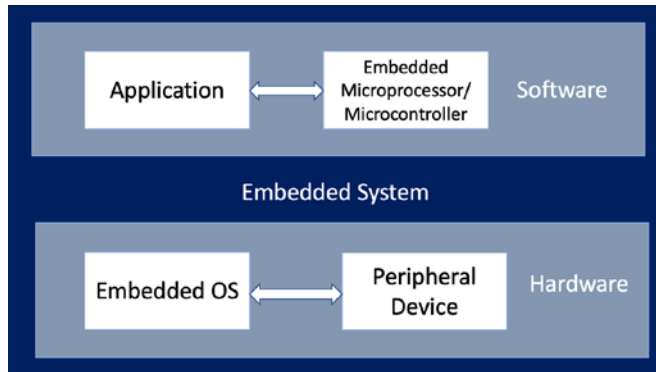 Application
Embedded
Microprocessor/
Microcontroller
Software
Embedded System
Embedded OS
Peripheral
Device
Hardware